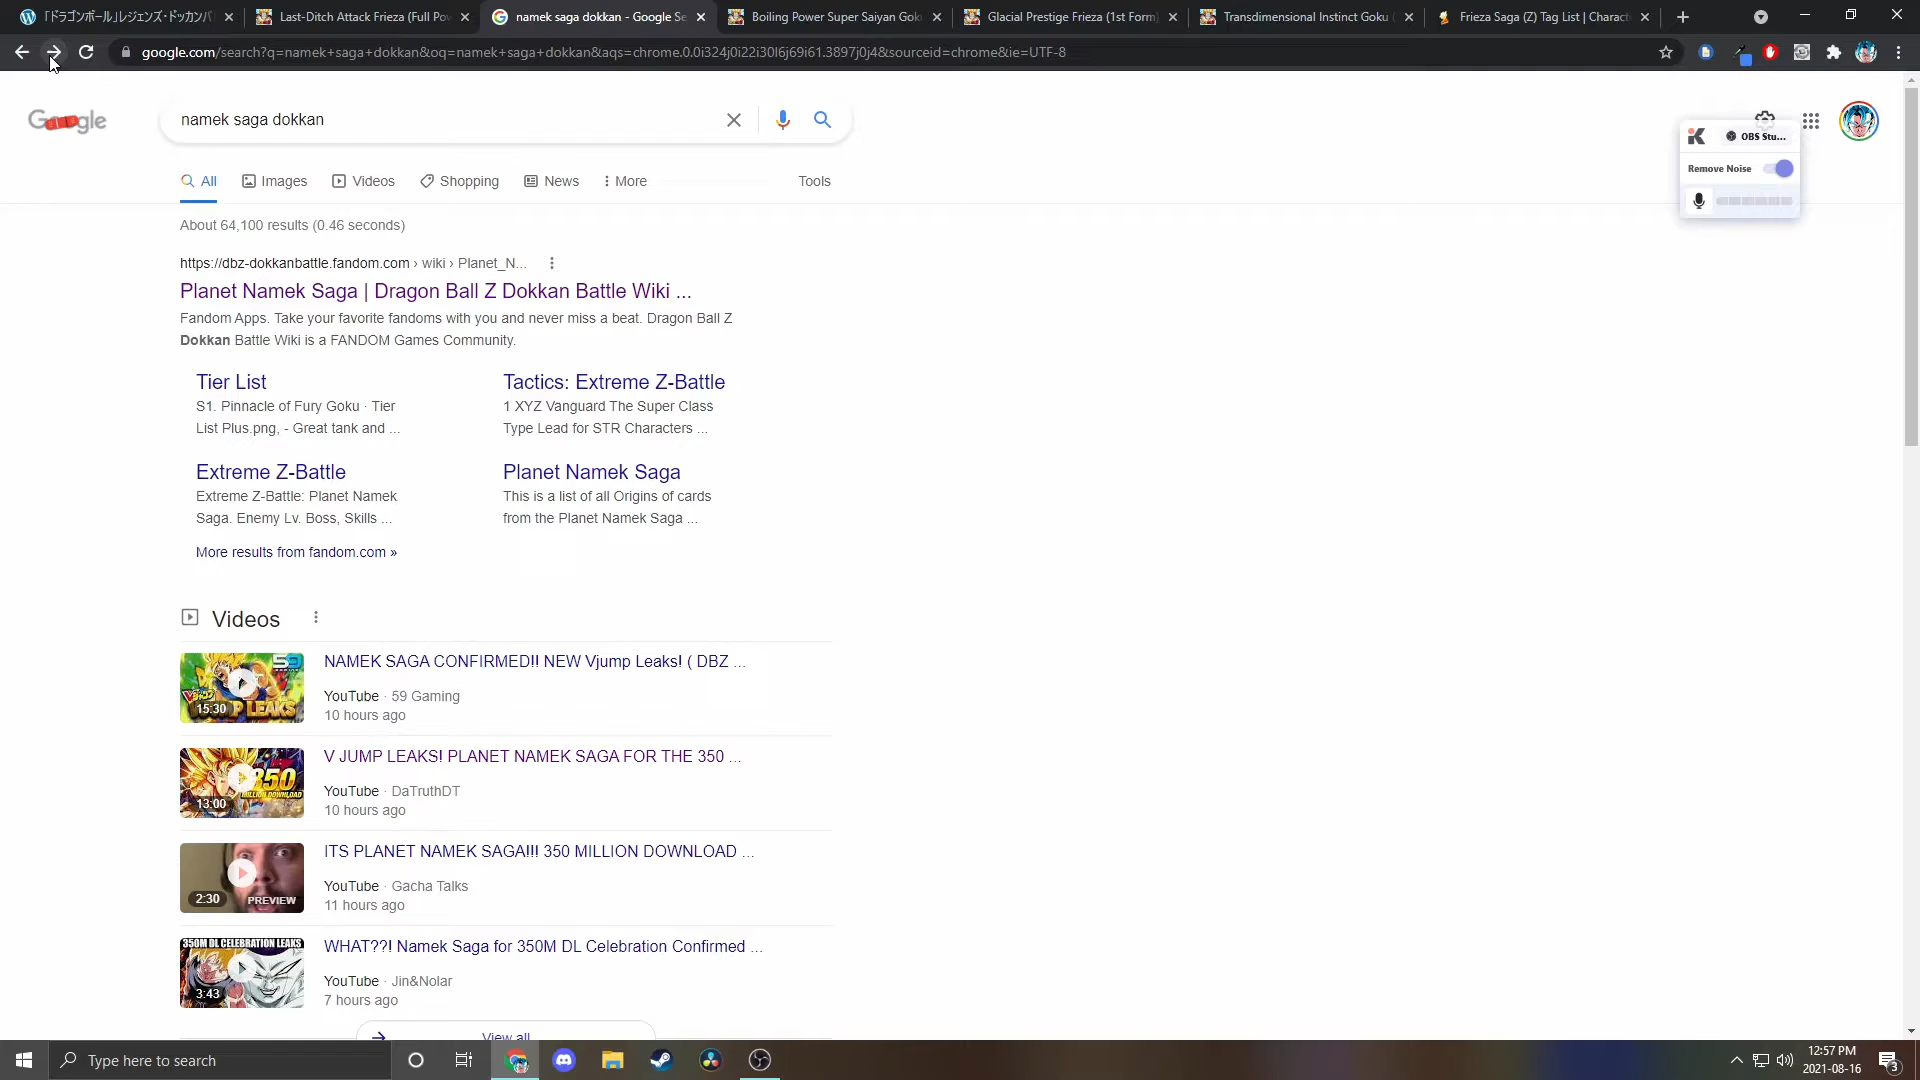 「ドラゴンボール」レジェンズ・ドッカンバ
Last-Ditch Attack Frieza (Full Pow
namek saga dokkan - Google Se
Boiling Power Super Saiyan Gok
Glacial Prestige Frieza (1st Form)
Transdimensional Instinct Goku (
Frieza Saga (Z) Tag List | Charact
google.com/search?q=namek+saga+dokkan&oq=namek+saga+dokkan&aqs=chrome.0.0i324j0i22i30l6j69i61.3897j0j4&sourceid=chrome&ie=UTF-8
Google
namek saga dokkan
OBS Stu...
Remove Noise
All
Images
Videos
Shopping
News
More
Tools
About 64,100 results (0.46 seconds)
https://dbz-dokkanbattle.fandom.com › wiki › Planet_N...
Planet Namek Saga | Dragon Ball Z Dokkan Battle Wiki ...
Fandom Apps. Take your favorite fandoms with you and never miss a beat. Dragon Ball Z
Dokkan Battle Wiki is a FANDOM Games Community.
Tier List
S1. Pinnacle of Fury Goku · Tier
List Plus.png, - Great tank and ...
Tactics: Extreme Z-Battle
1 XYZ Vanguard The Super Class
Type Lead for STR Characters ...
Extreme Z-Battle
Extreme Z-Battle: Planet Namek
Saga. Enemy Lv. Boss, Skills ...
Planet Namek Saga
This is a list of all Origins of cards
from the Planet Namek Saga ...
More results from fandom.com »
Videos
59
LEAKS
15:30
NAMEK SAGA CONFIRMED!! NEW Vjump Leaks! ( DBZ ...
YouTube · 59 Gaming
10 hours ago
350
MILLION DOWNLOAD
13:00
V JUMP LEAKS! PLANET NAMEK SAGA FOR THE 350 ...
YouTube · DaTruthDT
10 hours ago
2:30
PREVIEW
ITS PLANET NAMEK SAGA!!! 350 MILLION DOWNLOAD ...
YouTube · Gacha Talks
11 hours ago
350M DL CELEBRATION LEAKS
3:43
WHAT??! Namek Saga for 350M DL Celebration Confirmed ...
YouTube · Jin&Nolar
7 hours ago
View all
Type here to search
12:57 PM
2021-08-16
3